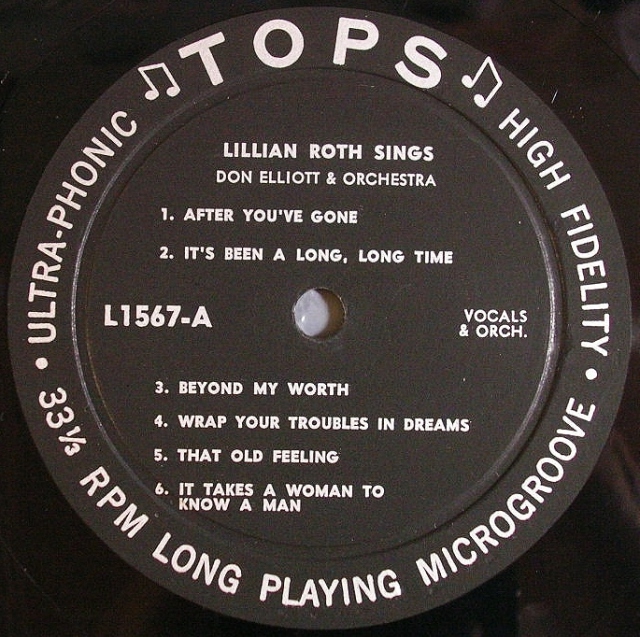 TOPS
ULTRA-PHONIC
HIGH FIDELITY
LILLIAN ROTH SINGS
DON ELLIOTT & ORCHESTRA
1. AFTER YOU'VE GONE
2. IT'S BEEN A LONG, LONG TIME
L1567-A
VOCALS
& ORCH.
3. BEYOND MY WORTH
4. WRAP YOUR TROUBLES IN DREAMS
5. THAT OLD FEELING
6. IT TAKES A WOMAN TO
KNOW A MAN
33⅓ RPM LONG PLAYING MICROGROOVE